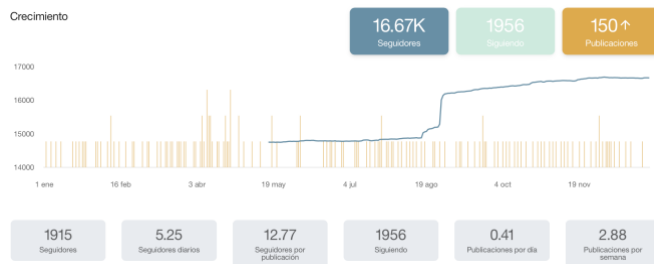 Crecimiento
16.67K
Seguidores
1956
Siguiendo
150↑
Publicaciones
17000
16000
15000
14000
1 ene
16 feb
3 abr
19 may
4 jul
19 ago
4 oct
19 nov
1915
Seguidores
5.25
Seguidores diarios
12.77
Seguidores por
publicación
1956
Siguiendo
0.41
Publicaciones por día
2.88
Publicaciones por
semana